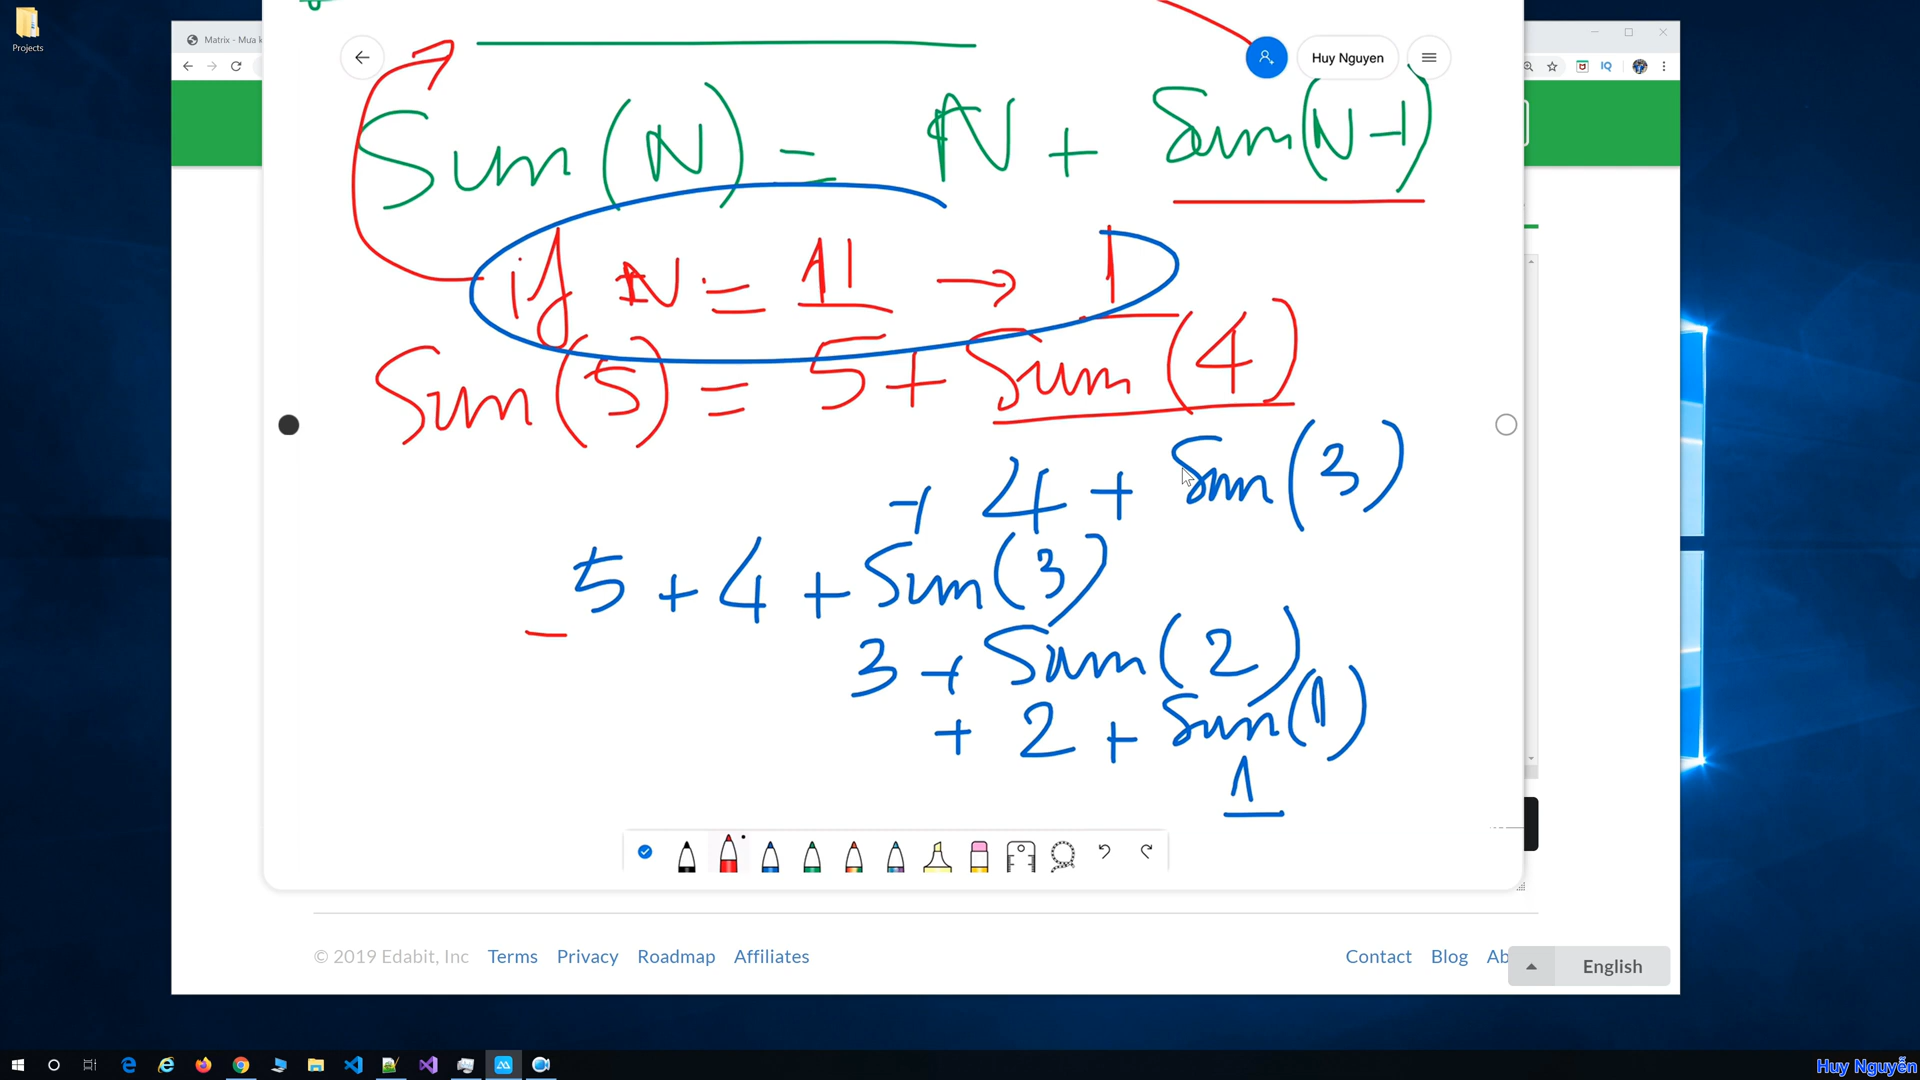 Projects
Matrix - Mua k
Huy Nguyen
IQ
Sum(N) = N + Sum(N-1)
if N = 1 → 1
Sum(5) = 5 + Sum(4)
+ 4 + Sum(3)
5 + 4 + Sum(3)
3 + Sum(2)
+ 2 + Sum(1)
1
© 2019 Edabit, Inc Terms Privacy Roadmap Affiliates Contact Blog Ab
English
Huy Nguyễn